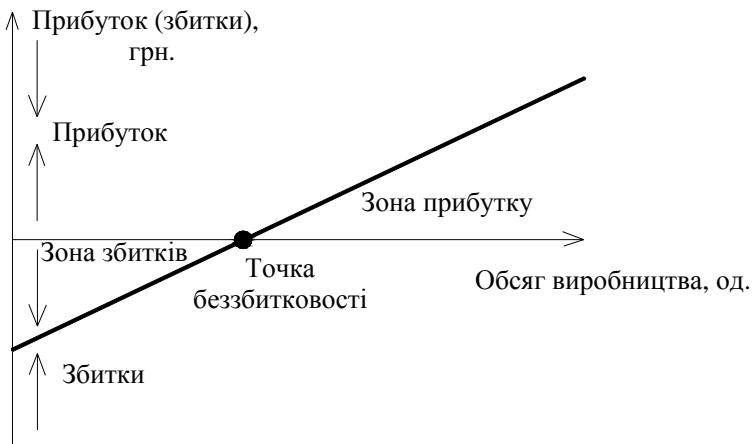 Прибуток (збитки),
грн.
Прибуток
Зона прибутку
Зона збитків
Точка
беззбитковості
Обсяг виробництва, од.
Збитки